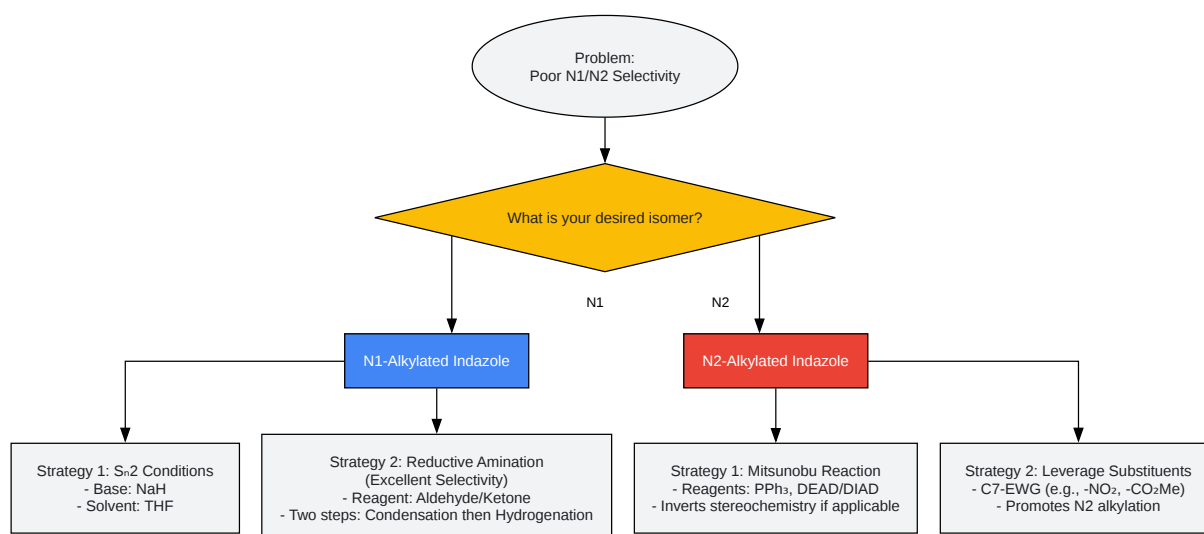 Problem:
Poor N1/N2 Selectivity
What is your desired isomer?
N1
N2
N1-Alkylated Indazole
N2-Alkylated Indazole
Strategy 1: Sₙ2 Conditions
- Base: NaH
- Solvent: THF
Strategy 2: Reductive Amination
(Excellent Selectivity)
- Reagent: Aldehyde/Ketone
- Two steps: Condensation then Hydrogenation
Strategy 1: Mitsunobu Reaction
- Reagents: PPh₃, DEAD/DIAD
- Inverts stereochemistry if applicable
Strategy 2: Leverage Substituents
- C7-EWG (e.g., -NO₂, -CO₂Me)
- Promotes N2 alkylation